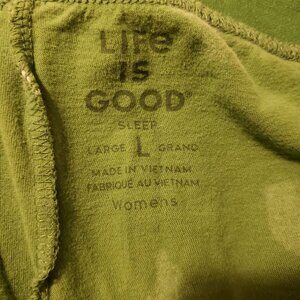 Life
IS
GOOD®
SLEEP
LARGE L GRAND
MADE IN VIETNAM
FABRIQUÉ AU VIETNAM
Womens